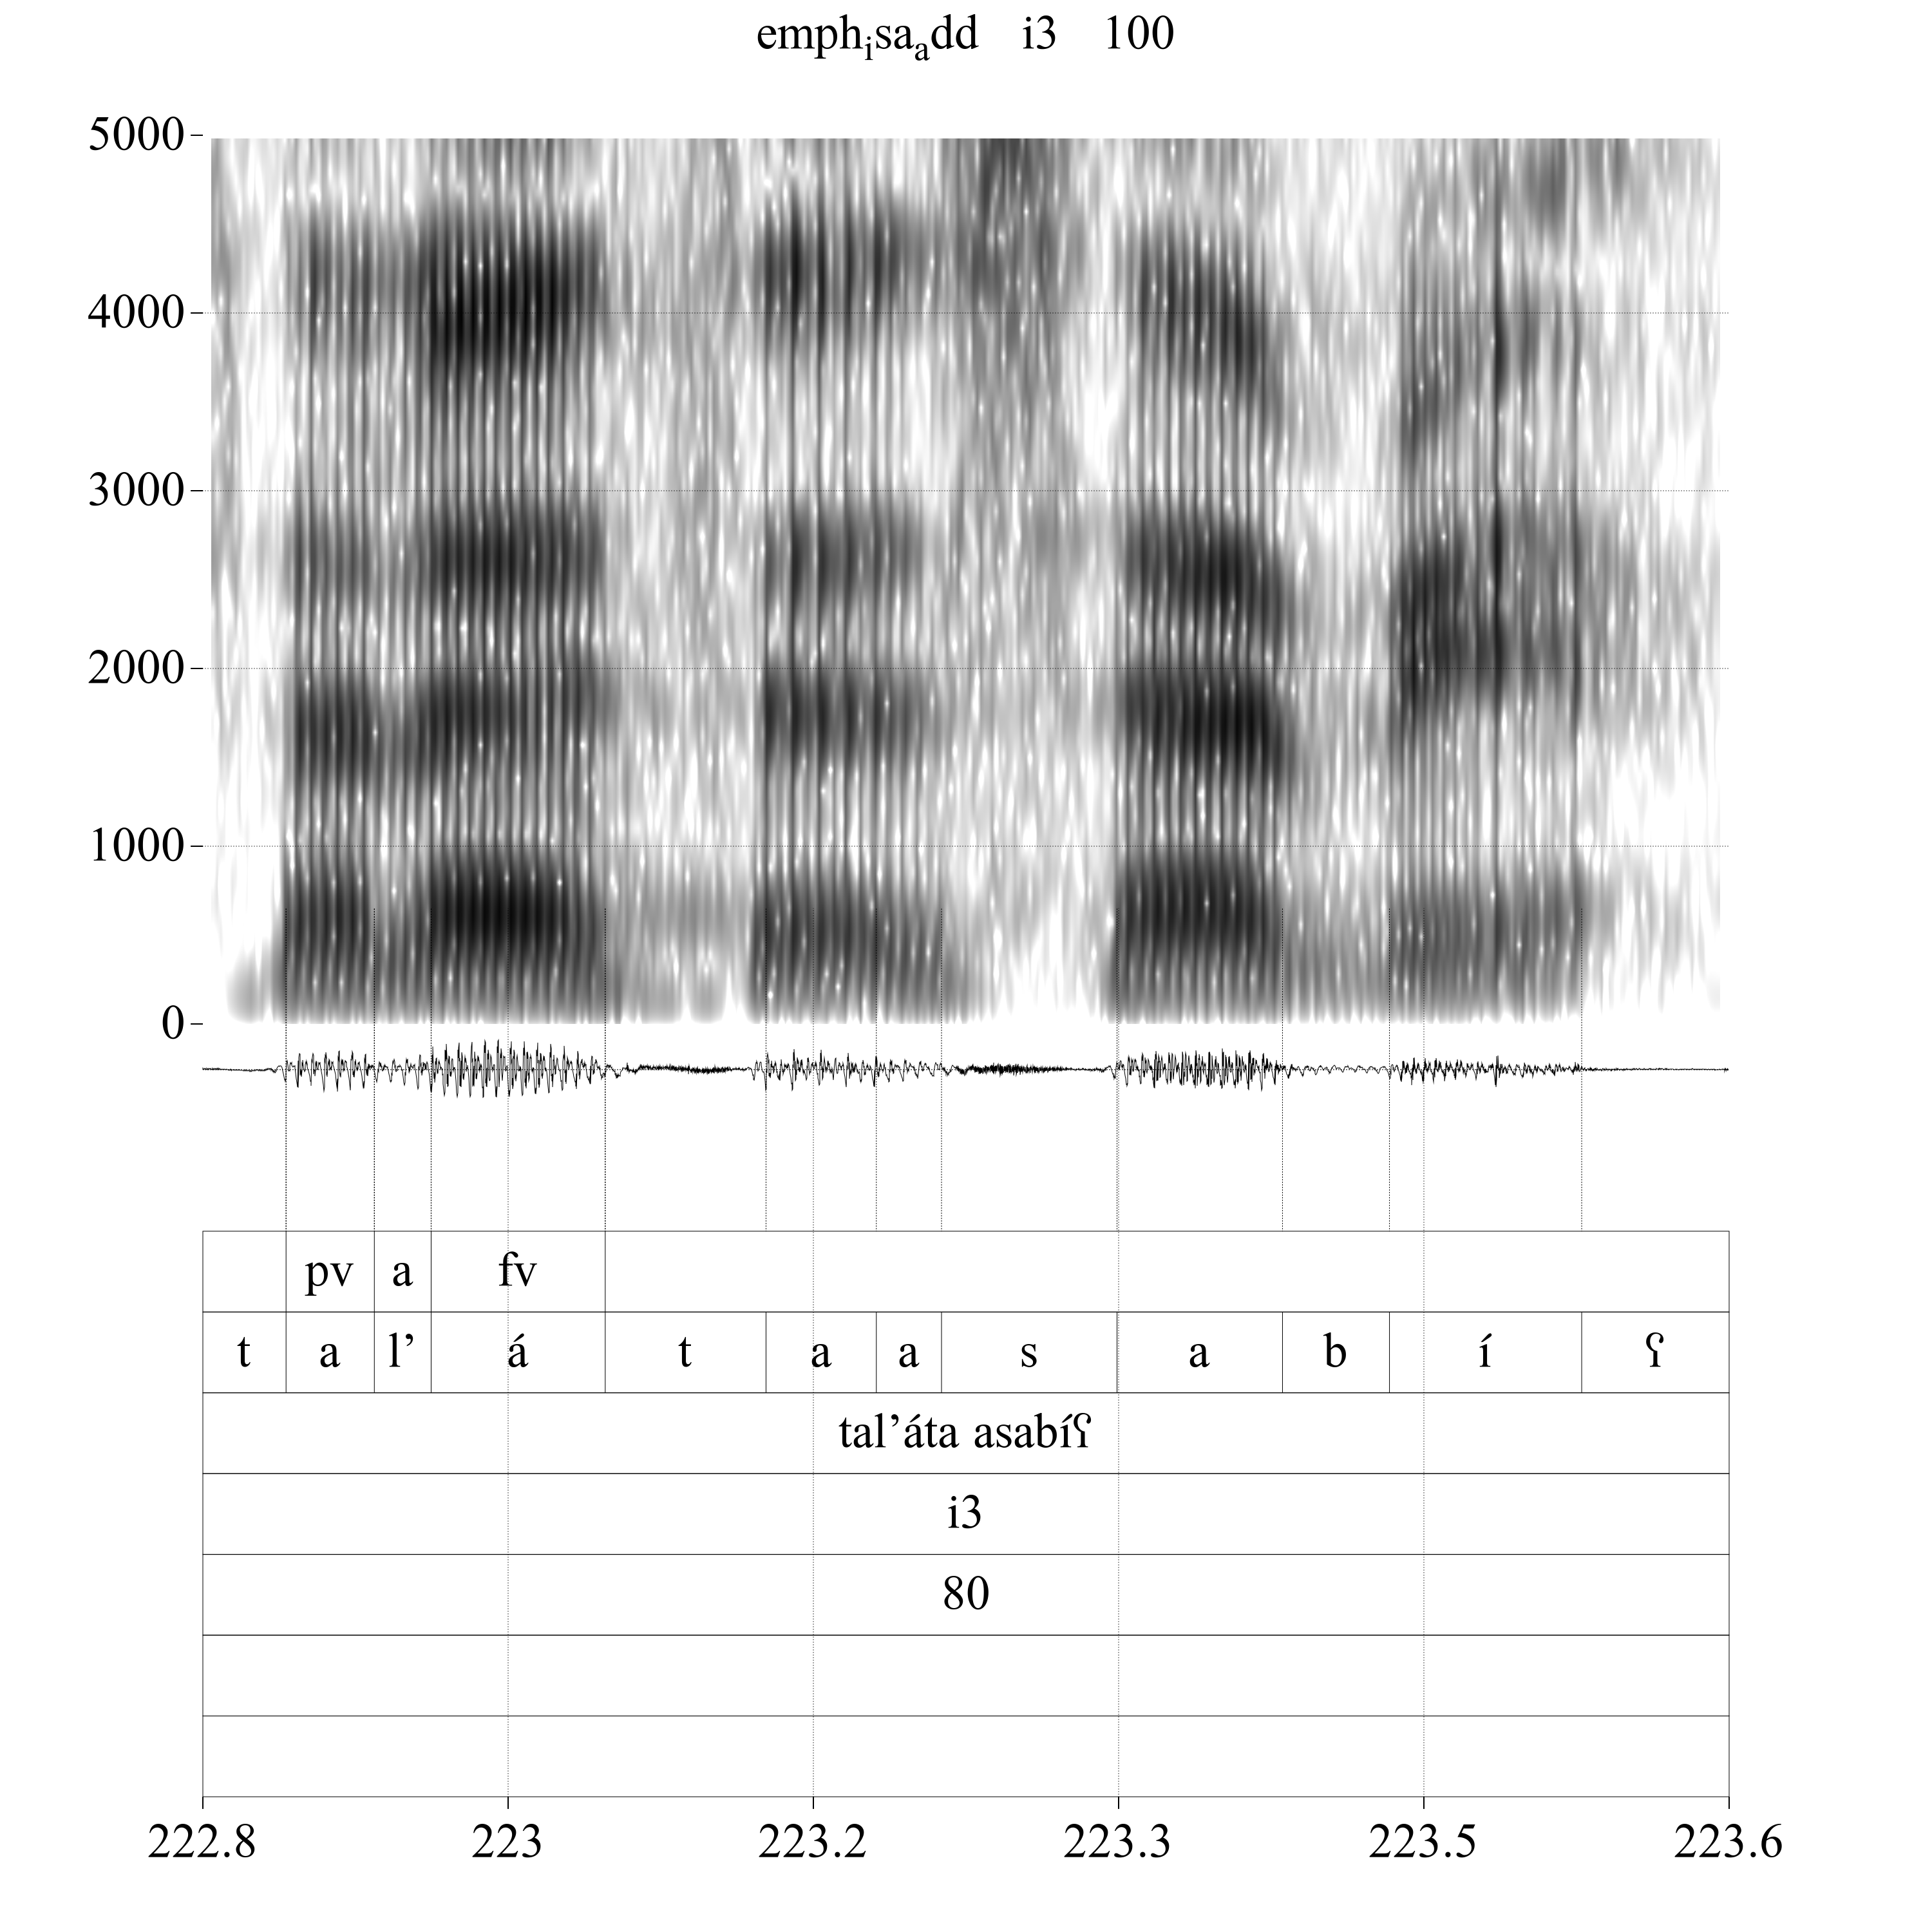 emphᵢsaₐdd i3 100
5000
4000
3000
2000
1000
0
pv a fv
t a l’ á t a a s a b í ʕ
tal’áta asabíʕ
i3
80
222.8 223 223.2 223.3 223.5 223.6